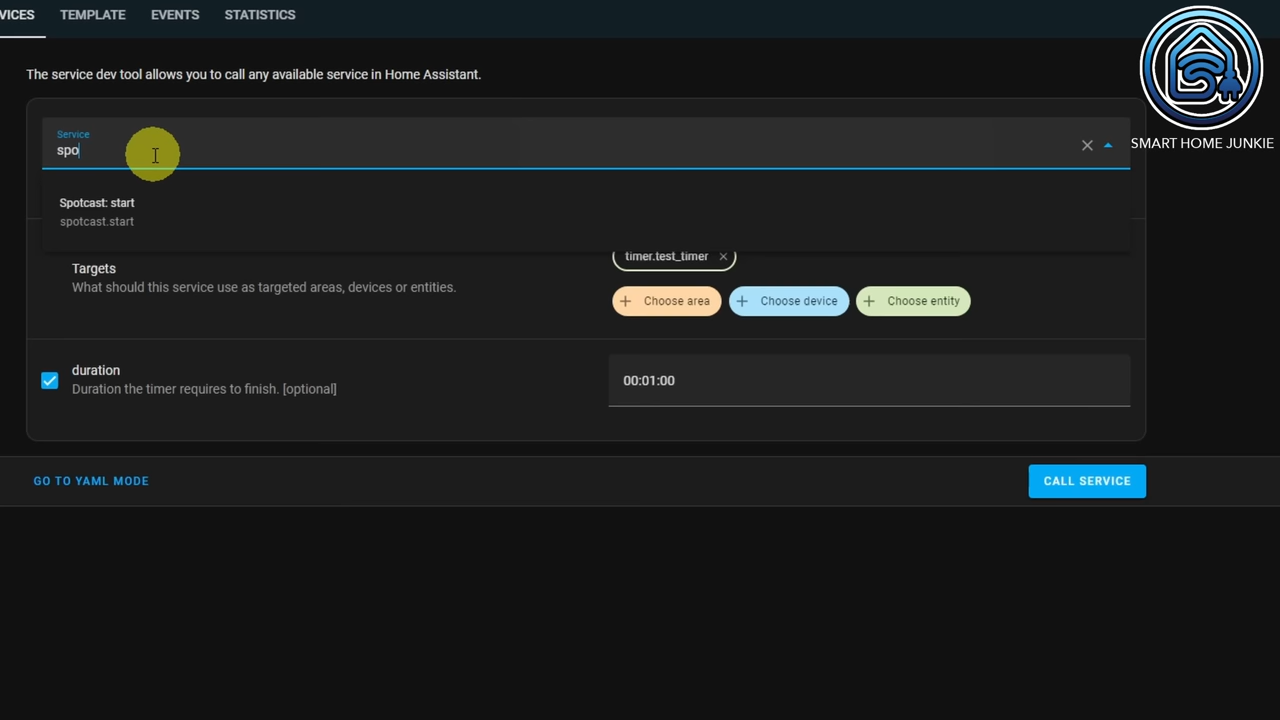 VICES
TEMPLATE
EVENTS
STATISTICS
The service dev tool allows you to call any available service in Home Assistant.
SMART HOME JUNKIE
Service
spo
Spotcast: start
spotcast.start
Targets
What should this service use as targeted areas, devices or entities.
timer.test_timer
Choose area
Choose device
Choose entity
duration
Duration the timer requires to finish. [optional]
00:01:00
GO TO YAML MODE
CALL SERVICE